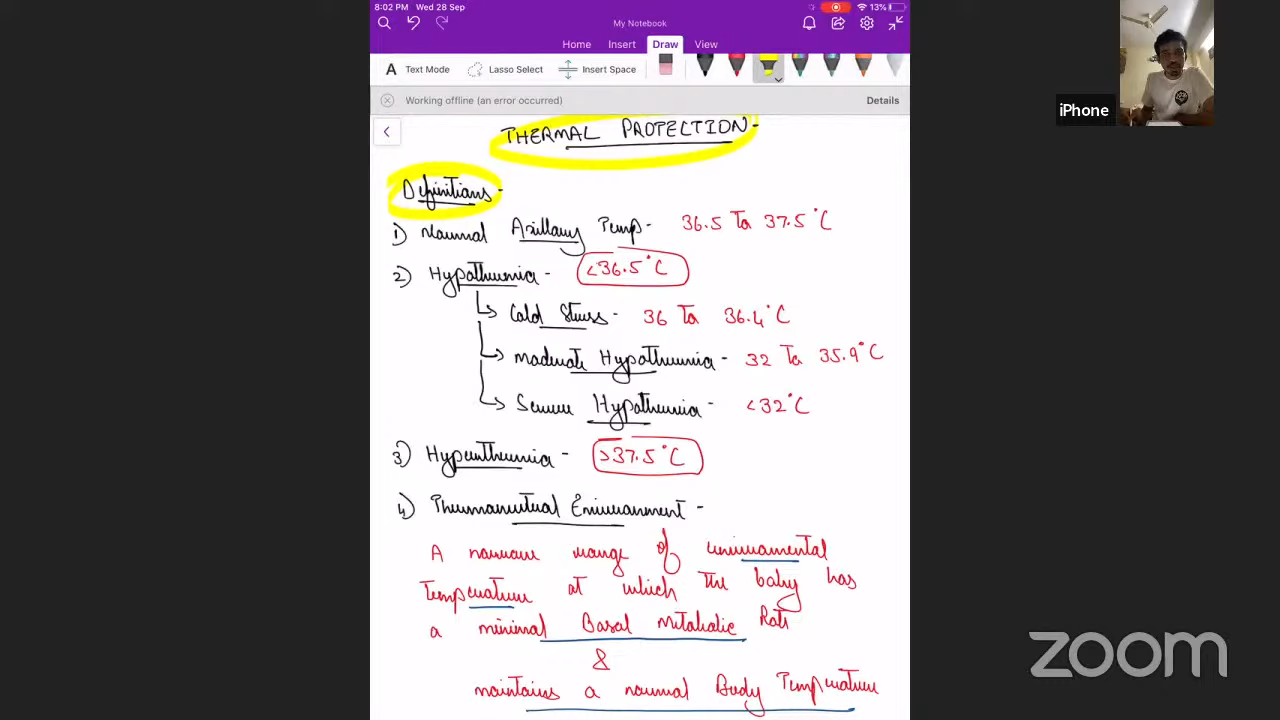 8:02 PM Wed 28 Sep
13%
My Notebook
Home Insert Draw View
Text Mode Lasso Select Insert Space
Working offline (an error occurred) Details
THERMAL PROTECTION-
Definitions-
1) Normal Axillary Temp- 36.5 To 37.5°C
2) Hypothermia - <36.5°C
Cold Stress- 36 To 36.4°C
Moderate Hypothermia- 32 To 35.9°C
Severe Hypothermia- <32°C
3) Hyperthermia- >37.5°C
4) Thermoneutral Environment-
A narrow range of environmental
Temperature at which the baby has
a minimal Basal Metabolic Rate
&
maintains a normal Body Temperature
iPhone
zoom